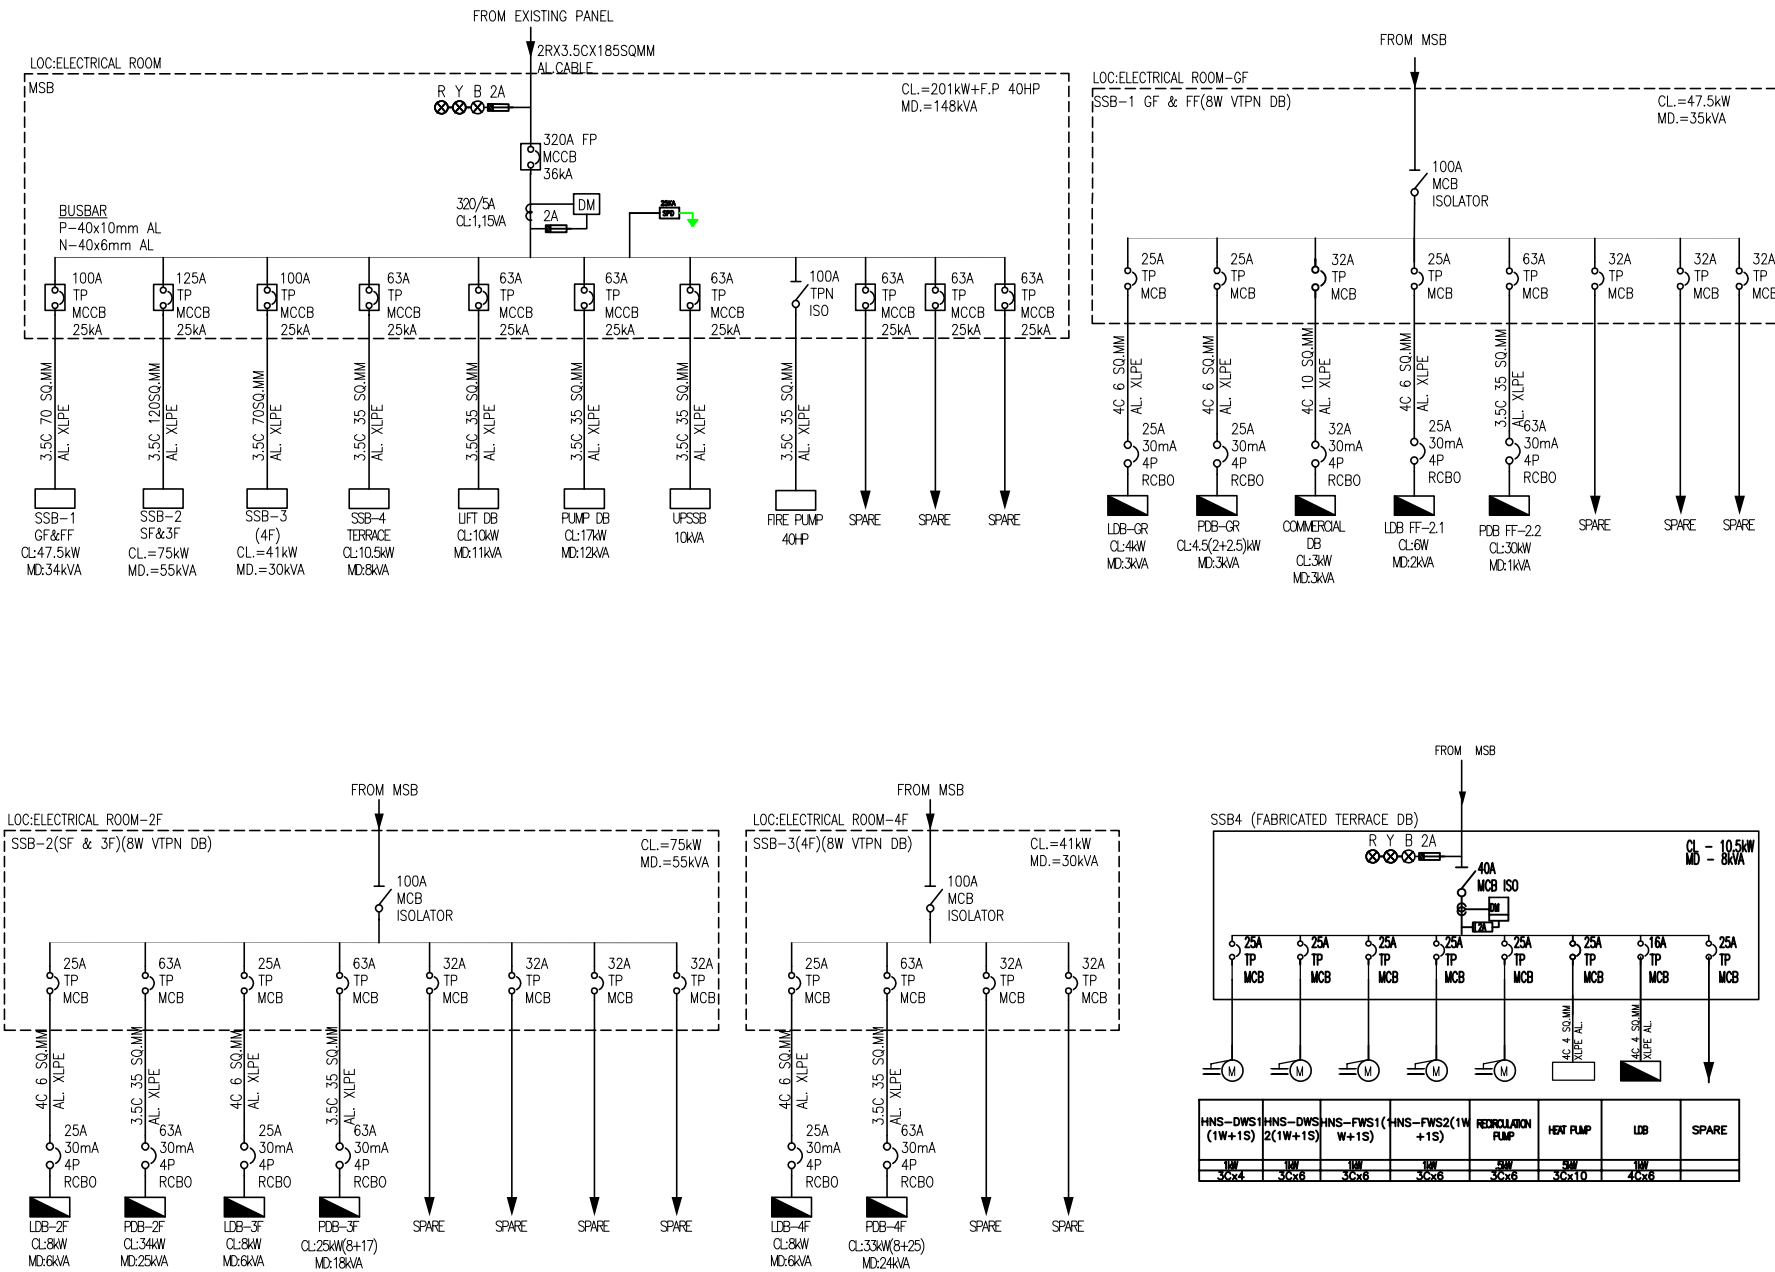 FROM EXISTING PANEL
2RX3.5CX185SQMM
AL.CABLE
LOC:ELECTRICAL ROOM
MSB
R Y B 2A
CL.=201kW+F.P 40HP
MD.=148kVA
320A FP
MCCB
36kA
320/5A
CL:1,15VA
DM
2A
25KA
SPD
BUSBAR
P-40x10mm AL
N-40x6mm AL
100A
TP
MCCB
25kA
125A
TP
MCCB
25kA
100A
TP
MCCB
25kA
63A
TP
MCCB
25kA
63A
TP
MCCB
25kA
63A
TP
MCCB
25kA
63A
TP
MCCB
25kA
100A
TPN
ISO
63A
TP
MCCB
25kA
63A
TP
MCCB
25kA
63A
TP
MCCB
25kA
3.5C 70 SQ.MM
AL. XLPE
3.5C 120SQ.MM
AL. XLPE
3.5C 70SQ.MM
AL. XLPE
3.5C 35 SQ.MM
AL. XLPE
3.5C 35 SQ.MM
AL. XLPE
3.5C 35 SQ.MM
AL. XLPE
3.5C 35 SQ.MM
AL. XLPE
3.5C 35 SQ.MM
AL. XLPE
SSB-1
GF&FF
CL:47.5kW
MD:34kVA
SSB-2
SF&3F
CL.=75kW
MD.=55kVA
SSB-3
(4F)
CL.=41kW
MD.=30kVA
SSB-4
TERRACE
CL:10.5kW
MD:8kVA
LIFT DB
CL:10kW
MD:11kVA
PUMP DB
CL:17kW
MD:12kVA
UPSSB
10kVA
FIRE PUMP
40HP
SPARE
SPARE
SPARE
FROM MSB
LOC:ELECTRICAL ROOM-GF
SSB-1 GF & FF(8W VTPN DB)
CL.=47.5kW
MD.=35kVA
100A
MCB
ISOLATOR
25A
TP
MCB
25A
TP
MCB
32A
TP
MCB
25A
TP
MCB
63A
TP
MCB
32A
TP
MCB
32A
TP
MCB
32A
TP
MCB
4C 6 SQ.MM
AL. XLPE
4C 6 SQ.MM
AL. XLPE
4C 10 SQ.MM
AL. XLPE
4C 6 SQ.MM
AL. XLPE
3.5C 35 SQ.MM
AL. XLPE
25A
30mA
4P
RCBO
25A
30mA
4P
RCBO
32A
30mA
4P
RCBO
25A
30mA
4P
RCBO
63A
30mA
4P
RCBO
LDB-GR
CL:4kW
MD:3kVA
PDB-GR
CL:4.5(2+2.5)kW
MD:3kVA
COMMERCIAL
DB
CL:3kW
MD:3kVA
LDB FF-2.1
CL:6W
MD:2kVA
PDB FF-2.2
CL:30kW
MD:1kVA
SPARE
SPARE
SPARE
FROM MSB
LOC:ELECTRICAL ROOM-2F
SSB-2(SF & 3F)(8W VTPN DB)
CL.=75kW
MD.=55kVA
100A
MCB
ISOLATOR
25A
TP
MCB
63A
TP
MCB
25A
TP
MCB
63A
TP
MCB
32A
TP
MCB
32A
TP
MCB
32A
TP
MCB
32A
TP
MCB
4C 6 SQ.MM
AL. XLPE
3.5C 35 SQ.MM
AL. XLPE
4C 6 SQ.MM
AL. XLPE
3.5C 35 SQ.MM
AL. XLPE
25A
30mA
4P
RCBO
63A
30mA
4P
RCBO
25A
30mA
4P
RCBO
63A
30mA
4P
RCBO
LDB-2F
CL:8kW
MD:6kVA
PDB-2F
CL:34kW
MD:25kVA
LDB-3F
CL:8kW
MD:6kVA
PDB-3F
CL:25kW(8+17)
MD:18kVA
SPARE
SPARE
SPARE
SPARE
FROM MSB
LOC:ELECTRICAL ROOM-4F
SSB-3(4F)(8W VTPN DB)
CL.=41kW
MD.=30kVA
100A
MCB
ISOLATOR
25A
TP
MCB
63A
TP
MCB
32A
TP
MCB
32A
TP
MCB
4C 6 SQ.MM
AL. XLPE
3.5C 35 SQ.MM
AL. XLPE
25A
30mA
4P
RCBO
63A
30mA
4P
RCBO
LDB-4F
CL:8kW
MD:6kVA
PDB-4F
CL:33kW(8+25)
MD:24kVA
SPARE
SPARE
FROM MSB
SSB4 (FABRICATED TERRACE DB)
R Y B 2A
CL - 10.5kW
MD - 8kVA
40A
MCB ISO
DM
2A
25A
TP
MCB
25A
TP
MCB
25A
TP
MCB
25A
TP
MCB
25A
TP
MCB
25A
TP
MCB
16A
TP
MCB
25A
TP
MCB
4C 4 SQ.MM
XLPE AL.
4C 4 SQ.MM
XLPE AL.
M
M
M
M
M
HNS-DWS1
(1W+1S)
HNS-DWS
2(1W+1S)
HNS-FWS1(1
W+1S)
HNS-FWS2(1W
+1S)
RECIRCULATION
PUMP
HEAT PUMP
LDB
SPARE
1kW
1kW
1kW
1kW
.5kW
5kW
1kW
3Cx4
3Cx6
3Cx6
3Cx6
3Cx6
3Cx10
4Cx6